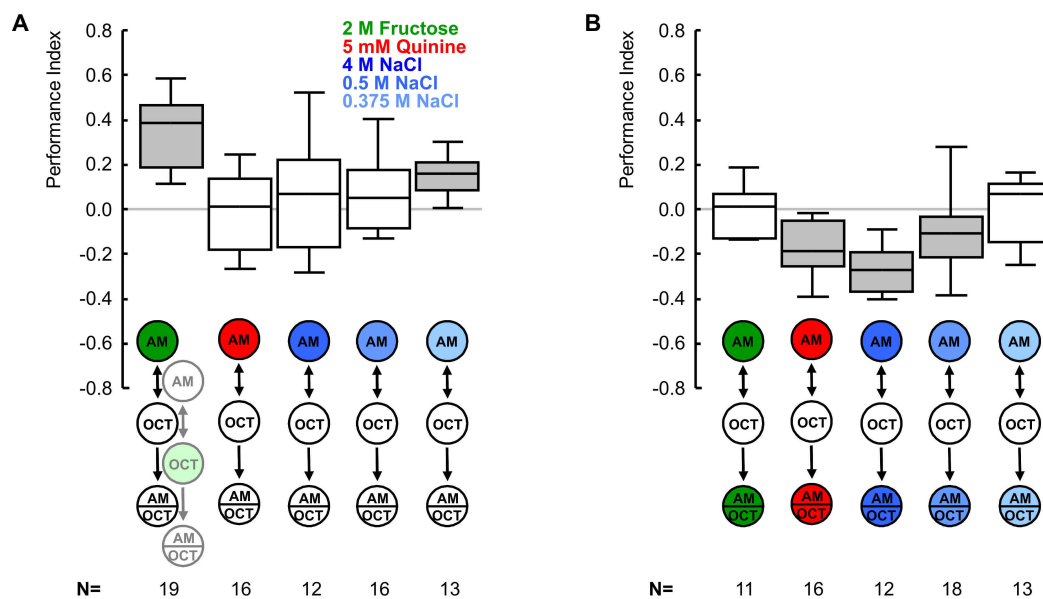 A
Performance Index
0.8
0.6
0.4
0.2
0.0
-0.2
-0.4
-0.6
-0.8
2 M Fructose
5 mM Quinine
4 M NaCl
0.5 M NaCl
0.375 M NaCl
AM AM AM AM AM
AM
OCT OCT OCT OCT OCT
OCT
AM AM AM AM AM
OCT OCT OCT OCT OCT
AM
OCT
N= 19 16 12 16 13
B
Performance Index
0.8
0.6
0.4
0.2
0.0
-0.2
-0.4
-0.6
-0.8
AM AM AM AM AM
OCT OCT OCT OCT OCT
AM AM AM AM AM
OCT OCT OCT OCT OCT
N= 11 16 12 18 13